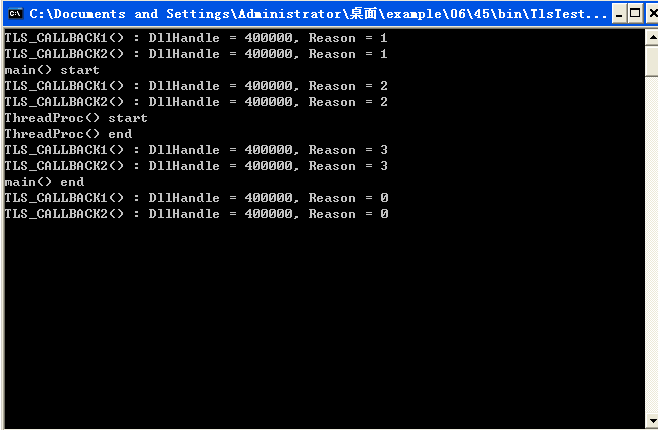 C:\Documents and Settings\Administrator\桌面\example\06\45\bin\TlsTest...
TLS_CALLBACK1() : DllHandle = 400000, Reason = 1
TLS_CALLBACK2() : DllHandle = 400000, Reason = 1
main() start
TLS_CALLBACK1() : DllHandle = 400000, Reason = 2
TLS_CALLBACK2() : DllHandle = 400000, Reason = 2
ThreadProc() start
ThreadProc() end
TLS_CALLBACK1() : DllHandle = 400000, Reason = 3
TLS_CALLBACK2() : DllHandle = 400000, Reason = 3
main() end
TLS_CALLBACK1() : DllHandle = 400000, Reason = 0
TLS_CALLBACK2() : DllHandle = 400000, Reason = 0